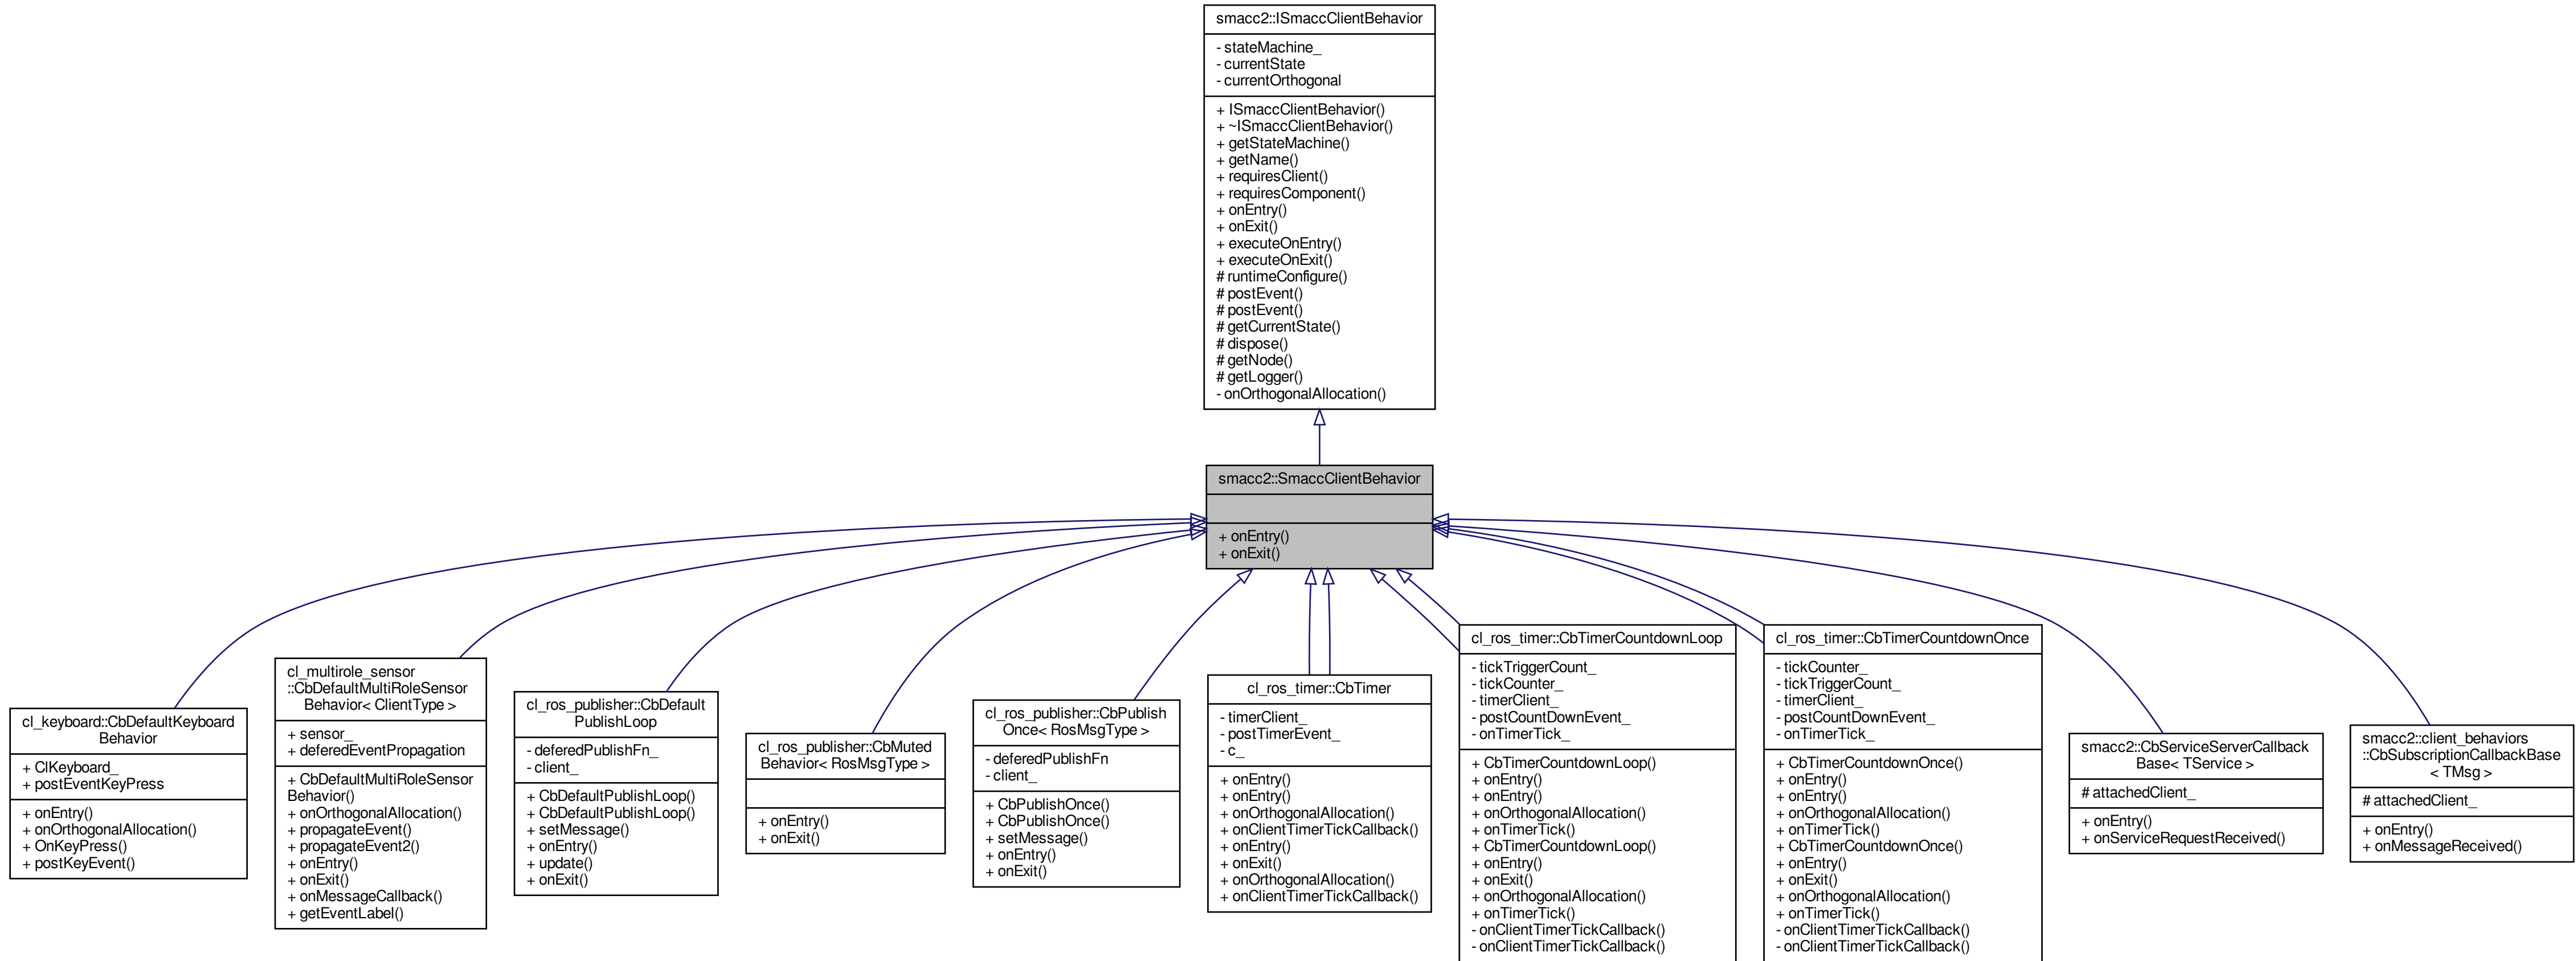 smacc2::ISmaccClientBehavior
- stateMachine_
- currentState
- currentOrthogonal
+ ISmaccClientBehavior()
+ ~ISmaccClientBehavior()
+ getStateMachine()
+ getName()
+ requiresClient()
+ requiresComponent()
+ onEntry()
+ onExit()
+ executeOnEntry()
+ executeOnExit()
# runtimeConfigure()
# postEvent()
# postEvent()
# getCurrentState()
# dispose()
# getNode()
# getLogger()
- onOrthogonalAllocation()
smacc2::SmaccClientBehavior
+ onEntry()
+ onExit()
cl_keyboard::CbDefaultKeyboard
Behavior
+ ClKeyboard_
+ postEventKeyPress
+ onEntry()
+ onOrthogonalAllocation()
+ OnKeyPress()
+ postKeyEvent()
cl_multirole_sensor
::CbDefaultMultiRoleSensor
Behavior< ClientType >
+ sensor_
+ deferedEventPropagation
+ CbDefaultMultiRoleSensor
Behavior()
+ onOrthogonalAllocation()
+ propagateEvent()
+ propagateEvent2()
+ onEntry()
+ onExit()
+ onMessageCallback()
+ getEventLabel()
cl_ros_publisher::CbDefault
PublishLoop
- deferedPublishFn_
- client_
+ CbDefaultPublishLoop()
+ CbDefaultPublishLoop()
+ setMessage()
+ onEntry()
+ update()
+ onExit()
cl_ros_publisher::CbMuted
Behavior< RosMsgType >
+ onEntry()
+ onExit()
cl_ros_publisher::CbPublish
Once< RosMsgType >
- deferedPublishFn
- client_
+ CbPublishOnce()
+ CbPublishOnce()
+ setMessage()
+ onEntry()
+ onExit()
cl_ros_timer::CbTimer
- timerClient_
- postTimerEvent_
- c_
+ onEntry()
+ onEntry()
+ onOrthogonalAllocation()
+ onClientTimerTickCallback()
+ onEntry()
+ onExit()
+ onOrthogonalAllocation()
+ onClientTimerTickCallback()
cl_ros_timer::CbTimerCountdownLoop
- tickTriggerCount_
- tickCounter_
- timerClient_
- postCountDownEvent_
- onTimerTick_
+ CbTimerCountdownLoop()
+ onEntry()
+ onEntry()
+ onOrthogonalAllocation()
+ onTimerTick()
+ CbTimerCountdownLoop()
+ onEntry()
+ onExit()
+ onOrthogonalAllocation()
+ onTimerTick()
- onClientTimerTickCallback()
- onClientTimerTickCallback()
cl_ros_timer::CbTimerCountdownOnce
- tickCounter_
- tickTriggerCount_
- timerClient_
- postCountDownEvent_
- onTimerTick_
+ CbTimerCountdownOnce()
+ onEntry()
+ onEntry()
+ onOrthogonalAllocation()
+ onTimerTick()
+ CbTimerCountdownOnce()
+ onEntry()
+ onExit()
+ onOrthogonalAllocation()
+ onTimerTick()
- onClientTimerTickCallback()
- onClientTimerTickCallback()
smacc2::CbServiceServerCallback
Base< TService >
# attachedClient_
+ onEntry()
+ onServiceRequestReceived()
smacc2::client_behaviors
::CbSubscriptionCallbackBase
< TMsg >
# attachedClient_
+ onEntry()
+ onMessageReceived()